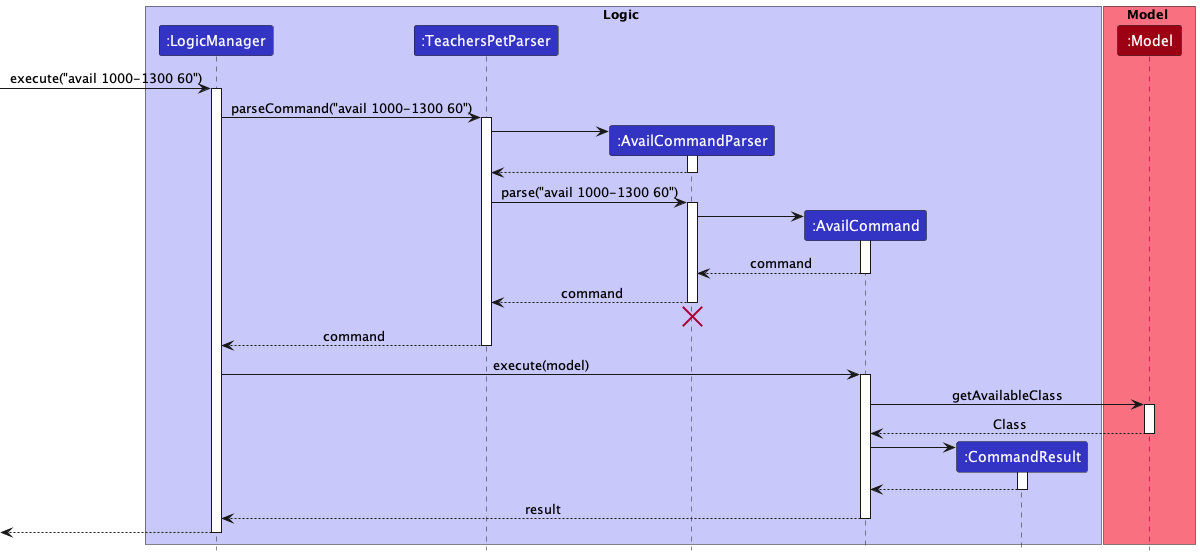 Logic
Model
:LogicManager
:TeachersPetParser
:Model
execute("avail 1000-1300 60")
parseCommand("avail 1000-1300 60")
:AvailCommandParser
parse("avail 1000-1300 60")
:AvailCommand
command
command
command
execute(model)
getAvailableClass
Class
:CommandResult
result